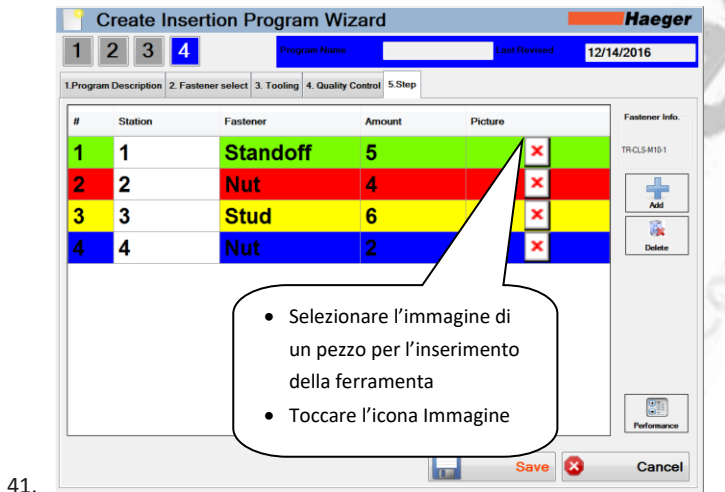 Create Insertion Program Wizard Haeger
1 2 3 4 Program Name Last Revised 12/14/2016
1.Program Description 2. Fastener select 3. Tooling 4. Quality Control 5.Step
# Station Fastener Amount Picture Fastener Info.
1 1 Standoff 5 TR-CLS-M10-1
2 2 Nut 4 Add
3 3 Stud 6
4 4 Nut 2 Delete
• Selezionare l’immagine di
un pezzo per l’inserimento
della ferramenta
• Toccare l’icona Immagine
Performance
Save Cancel
41.